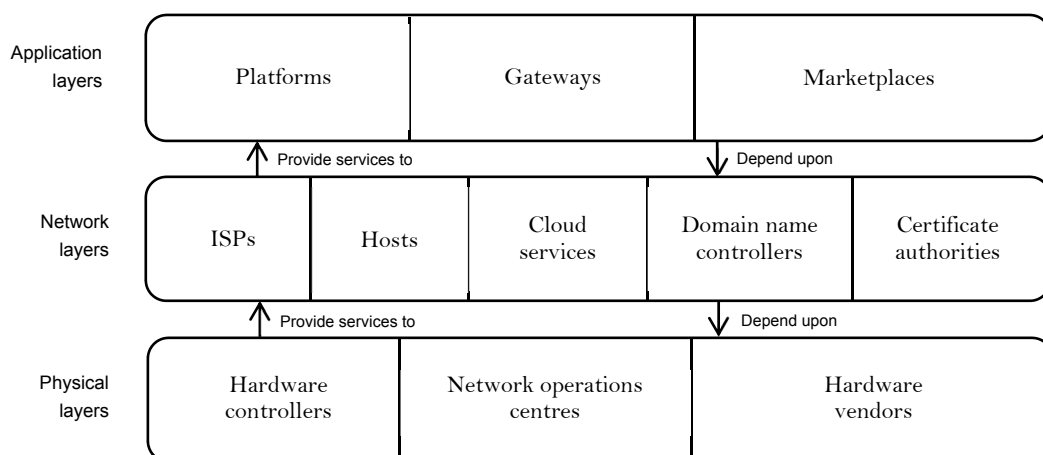 Application
layers
Platforms
Gateways
Marketplaces
Provide services to
Depend upon
Network
layers
ISPs
Hosts
Cloud
services
Domain name
controllers
Certificate
authorities
Provide services to
Depend upon
Physical
layers
Hardware
controllers
Network operations
centres
Hardware
vendors